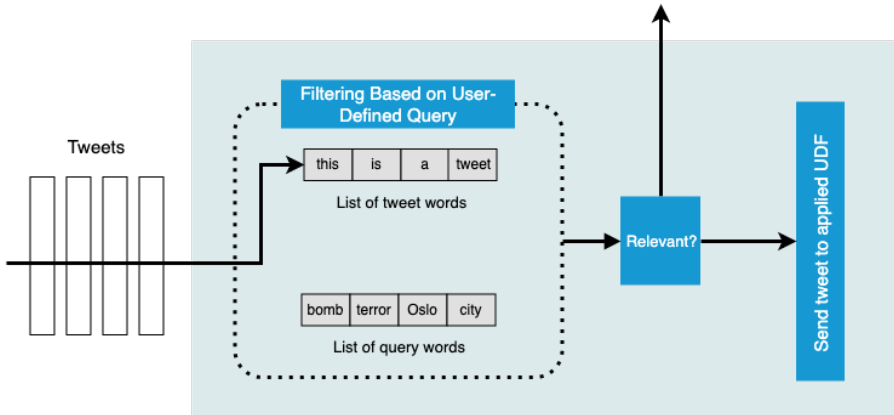 Tweets
Filtering Based on User-
Defined Query
this is a tweet
List of tweet words
bomb terror Oslo city
List of query words
Relevant?
Send tweet to applied UDF